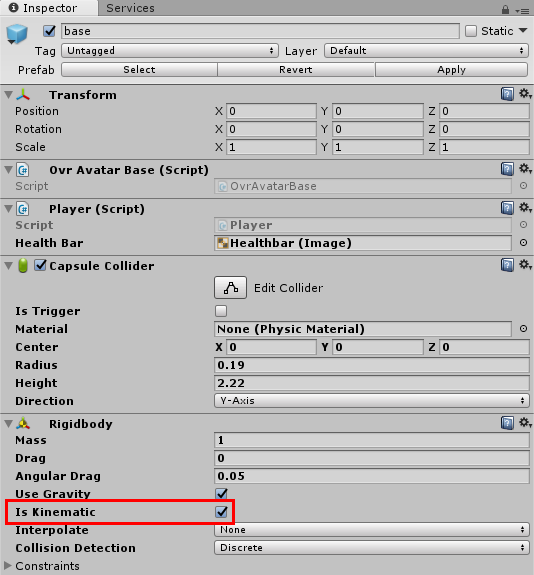 Inspector Services
base Static
Tag Untagged Layer Default
Prefab Select Revert Apply
Transform
Position X 0 Y 0 Z 0
Rotation X 0 Y 0 Z 0
Scale X 1 Y 1 Z 1
Ovr Avatar Base (Script)
Script OvrAvatarBase
Player (Script)
Script Player
Health Bar Healthbar (Image)
Capsule Collider
Edit Collider
Is Trigger
Material None (Physic Material)
Center X 0 Y 0 Z 0
Radius 0.19
Height 2.22
Direction Y-Axis
Rigidbody
Mass 1
Drag 0
Angular Drag 0.05
Use Gravity
Is Kinematic
Interpolate None
Collision Detection Discrete
Constraints